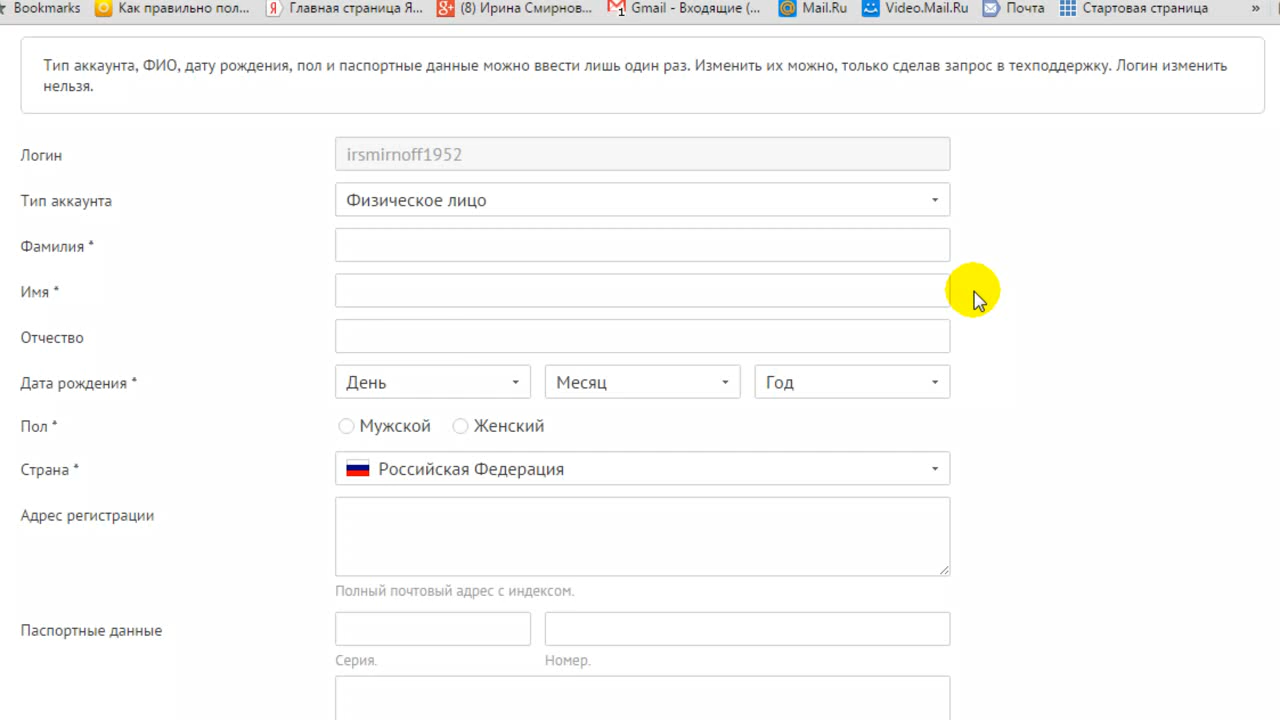 Bookmarks Как правильно пол... Главная страница Я... (8) Ирина Смирнов... Gmail - Входящие (... Mail.Ru Video.Mail.Ru Почта Стартовая страница »
Тип аккаунта, ФИО, дату рождения, пол и паспортные данные можно ввести лишь один раз. Изменить их можно, только сделав запрос в техподдержку. Логин изменить
нельзя.
Логин irsmirnoff1952
Тип аккаунта Физическое лицо
Фамилия *
Имя *
Отчество
Дата рождения * День Месяц Год
Пол * Мужской Женский
Страна * Российская Федерация
Адрес регистрации
Полный почтовый адрес с индексом.
Паспортные данные
Серия. Номер.